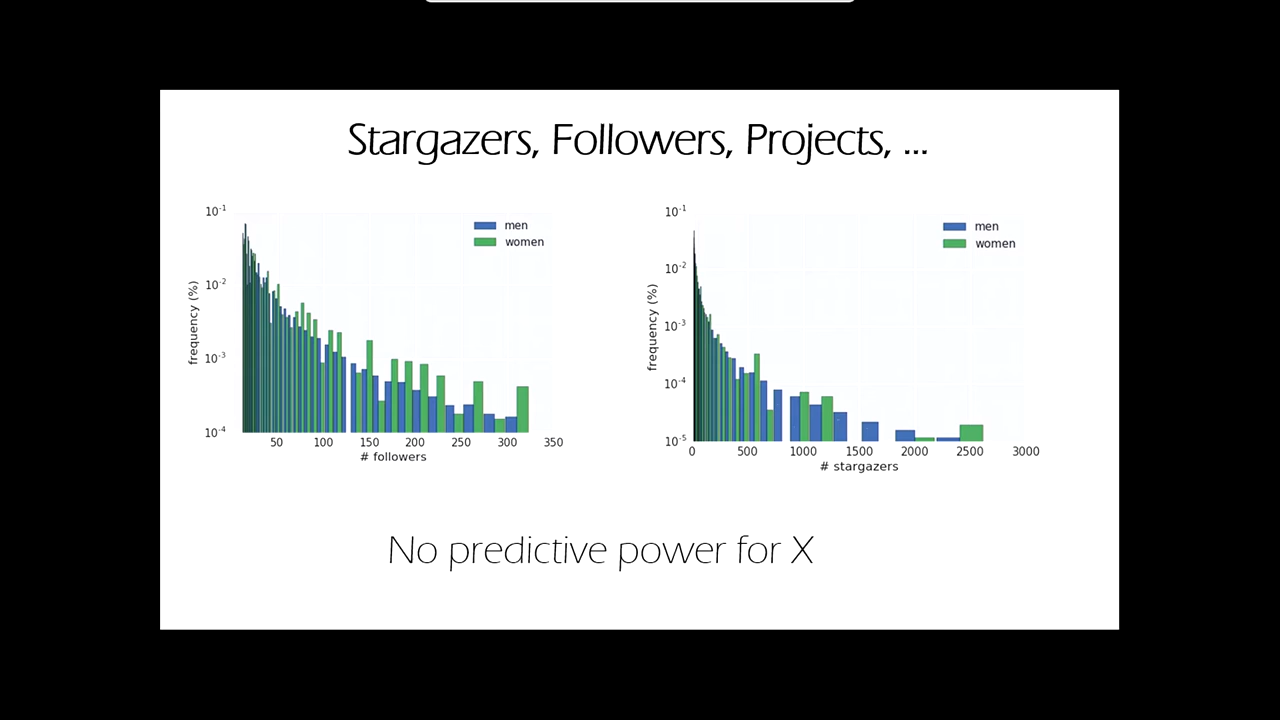 Stargazers, Followers, Projects, ...
10-1
10-2
10-3
10-4
frequency (%)
men
women
50 100 150 200 250 300 350
# followers
10-1
10-2
10-3
10-4
10-5
frequency (%)
men
women
0 500 1000 1500 2000 2500 3000
# stargazers
No predictive power for X